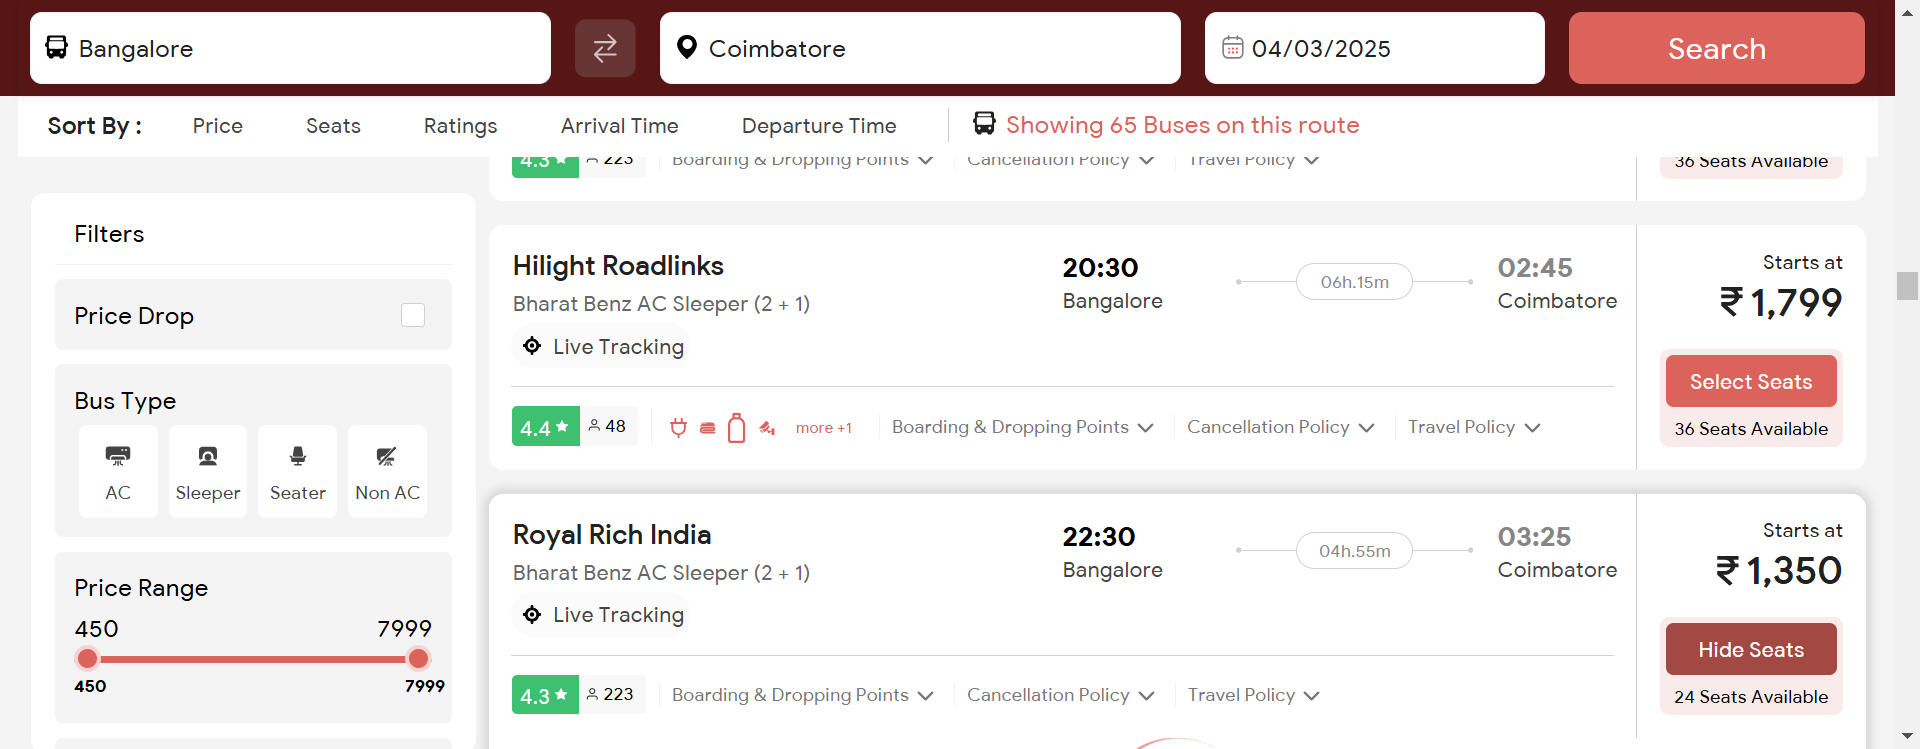 Bangalore
Coimbatore
04/03/2025
Search
Sort By :
Price
Seats
Ratings
Arrival Time
Departure Time
Showing 65 Buses on this route
4.3
223
Boarding & Dropping Points
Cancellation Policy
Travel Policy
36 Seats Available
Filters
Price Drop
Bus Type
AC
Sleeper
Seater
Non AC
Price Range
450
7999
450
7999
Hilight Roadlinks
Bharat Benz AC Sleeper (2 + 1)
Live Tracking
20:30
Bangalore
06h.15m
02:45
Coimbatore
Starts at
₹ 1,799
Select Seats
36 Seats Available
4.4
48
more +1
Boarding & Dropping Points
Cancellation Policy
Travel Policy
Royal Rich India
Bharat Benz AC Sleeper (2 + 1)
Live Tracking
22:30
Bangalore
04h.55m
03:25
Coimbatore
Starts at
₹ 1,350
Hide Seats
24 Seats Available
4.3
223
Boarding & Dropping Points
Cancellation Policy
Travel Policy